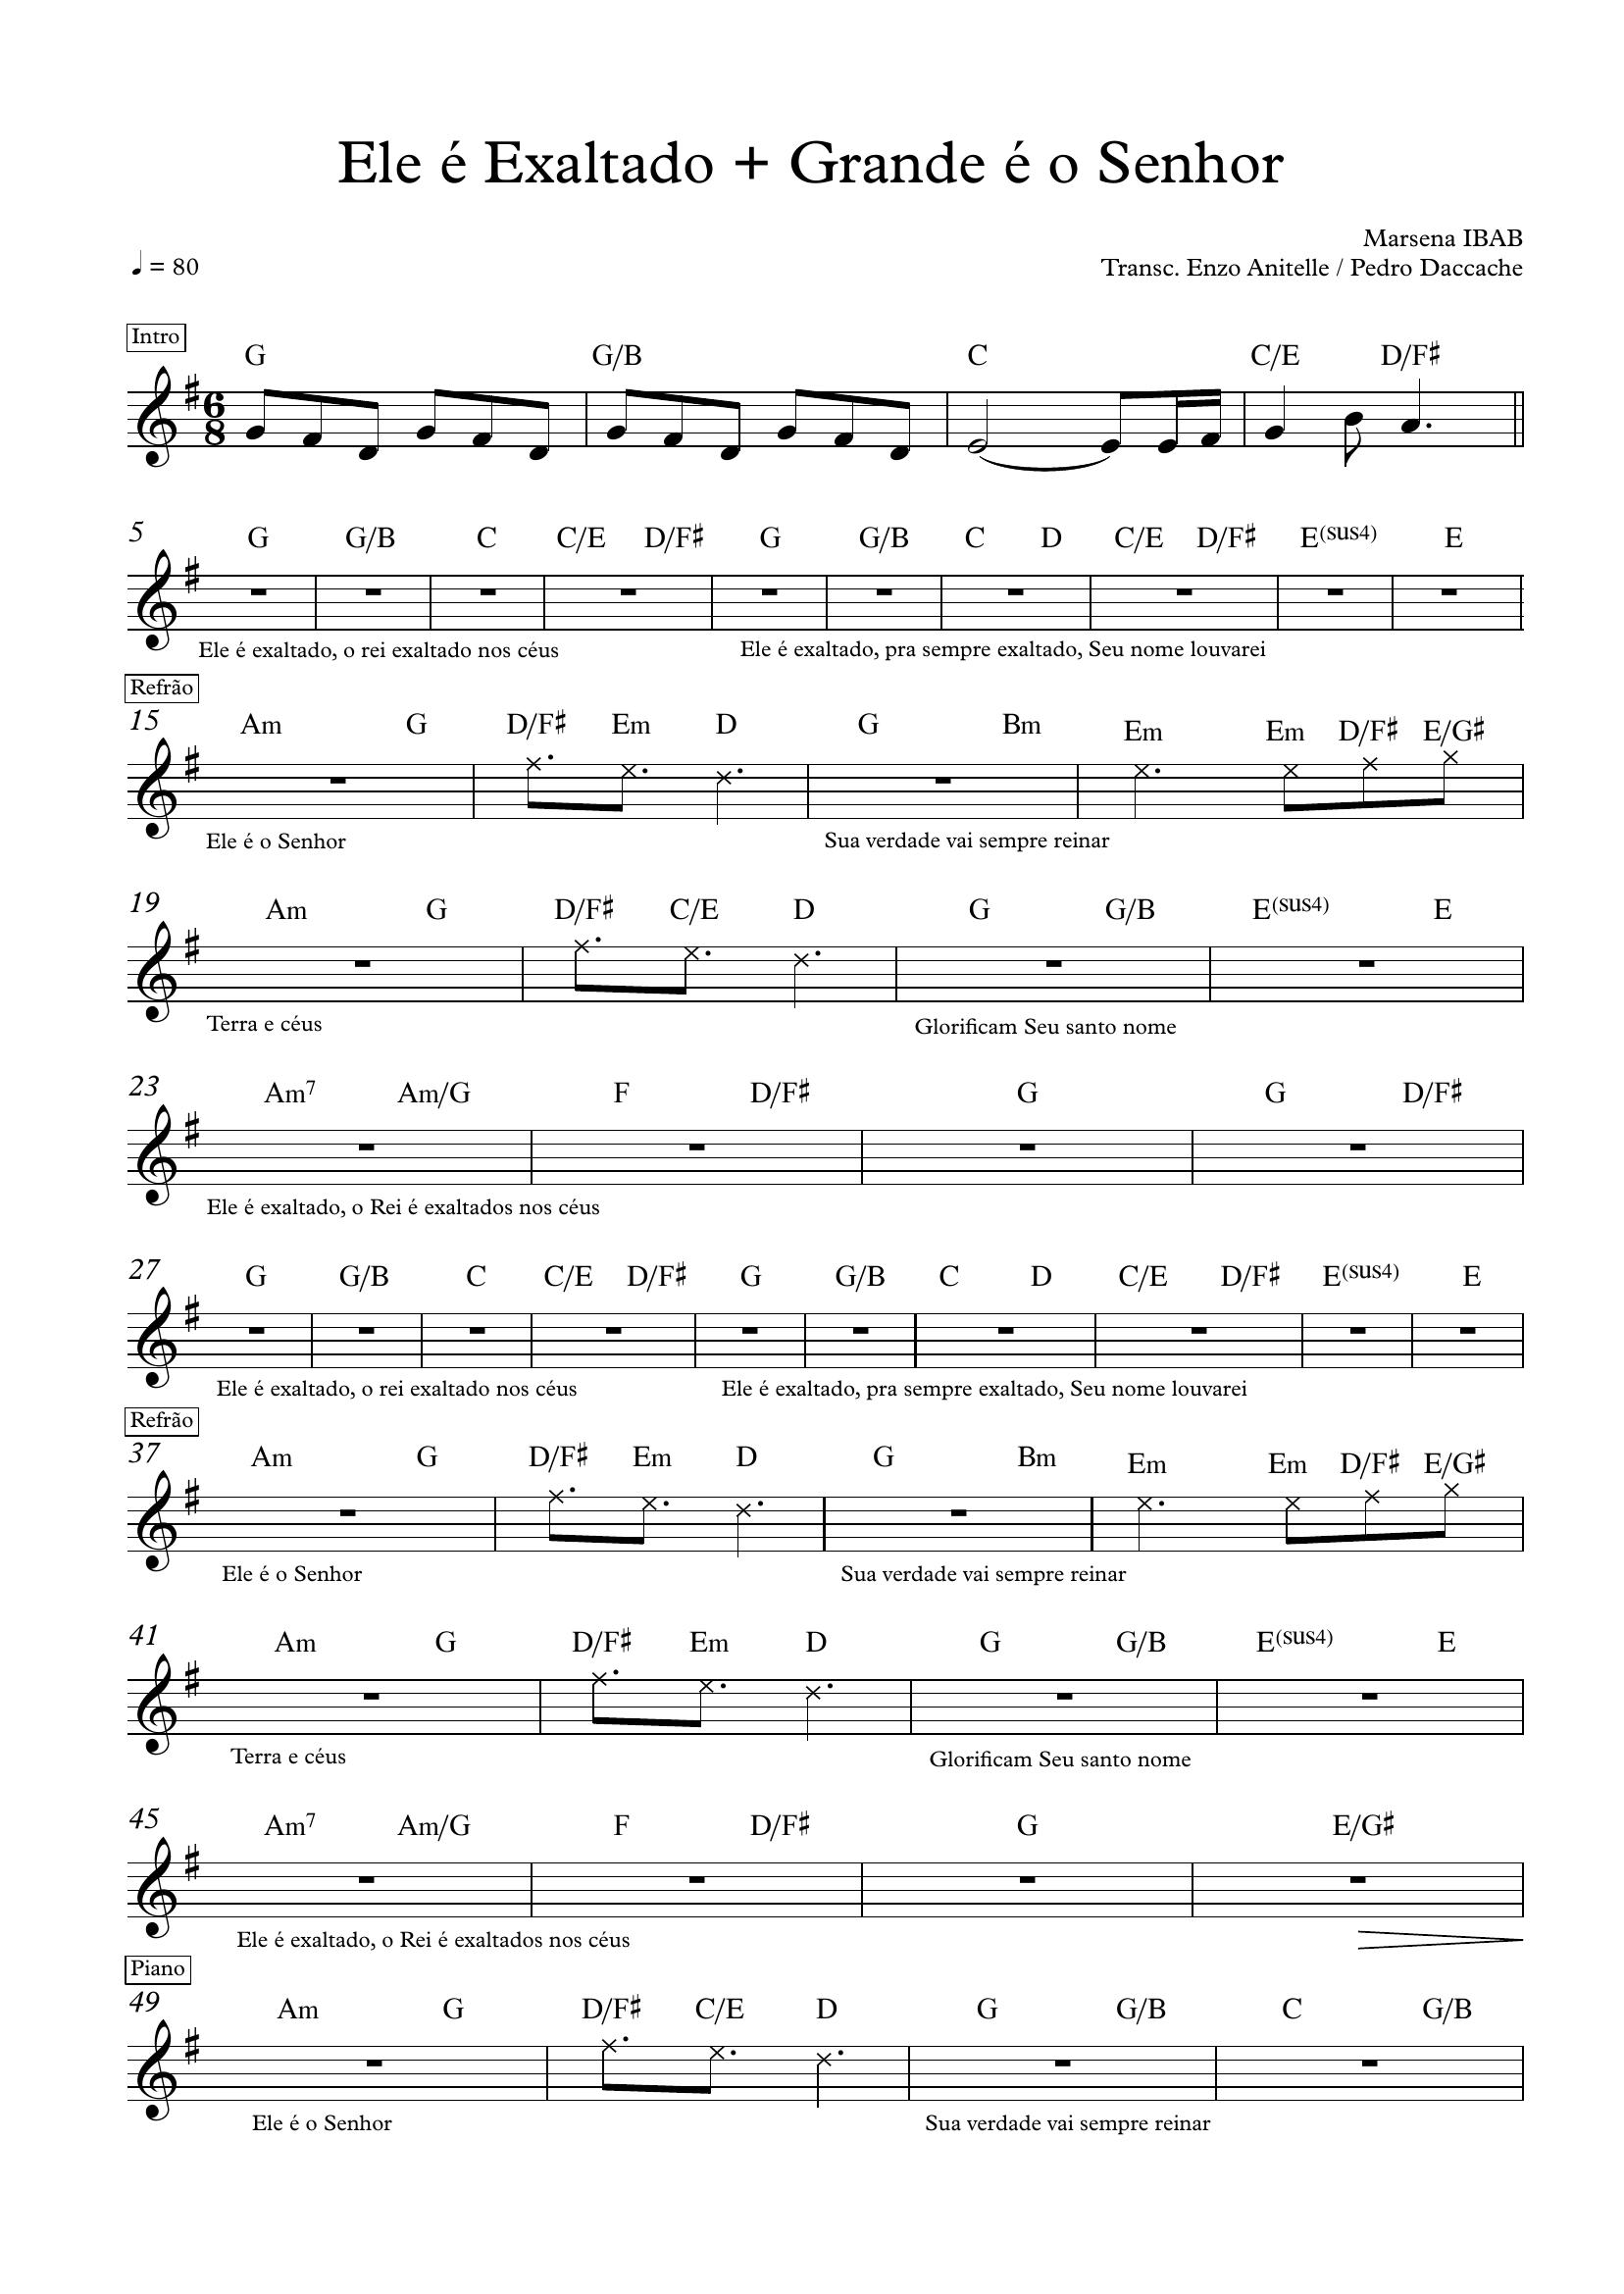 Ele é Exaltado + Grande é o Senhor
Marsena IBAB
♩ = 80
Transc. Enzo Anitelle / Pedro Daccache
Intro
G G/B C C/E D/F♯
6
8
5
G G/B C C/E D/F♯ G G/B C D C/E D/F♯ E(sus4) E
Ele é exaltado, o rei exaltado nos céus Ele é exaltado, pra sempre exaltado, Seu nome louvarei
Refrão
15
Am G D/F♯ Em D G Bm Em Em D/F♯ E/G♯
Ele é o Senhor Sua verdade vai sempre reinar
19
Am G D/F♯ C/E D G G/B E(sus4) E
Terra e céus Glorificam Seu santo nome
23
Am7 Am/G F D/F♯ G G D/F♯
Ele é exaltado, o Rei é exaltados nos céus
27
G G/B C C/E D/F♯ G G/B C D C/E D/F♯ E(sus4) E
Ele é exaltado, o rei exaltado nos céus Ele é exaltado, pra sempre exaltado, Seu nome louvarei
Refrão
37
Am G D/F♯ Em D G Bm Em Em D/F♯ E/G♯
Ele é o Senhor Sua verdade vai sempre reinar
41
Am G D/F♯ Em D G G/B E(sus4) E
Terra e céus Glorificam Seu santo nome
45
Am7 Am/G F D/F♯ G E/G♯
Ele é exaltado, o Rei é exaltados nos céus
Piano
49
Am G D/F♯ C/E D G G/B C G/B
Ele é o Senhor Sua verdade vai sempre reinar